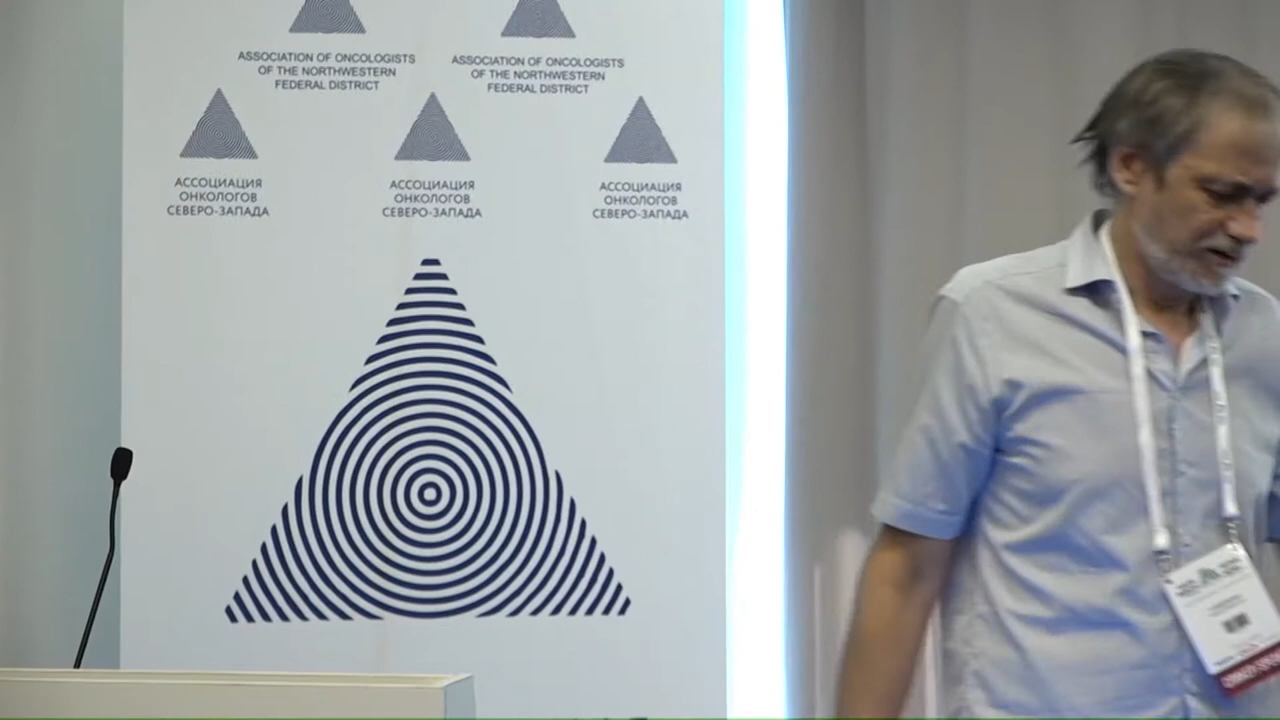 ASSOCIATION OF ONCOLOGISTS
OF THE NORTHWESTERN
FEDERAL DISTRICT
ASSOCIATION OF ONCOLOGISTS
OF THE NORTHWESTERN
FEDERAL DISTRICT
АССОЦИАЦИЯ
ОНКОЛОГОВ
СЕВЕРО-ЗАПАДА
АССОЦИАЦИЯ
ОНКОЛОГОВ
СЕВЕРО-ЗАПАДА
АССОЦИАЦИЯ
ОНКОЛОГОВ
СЕВЕРО-ЗАПАДА